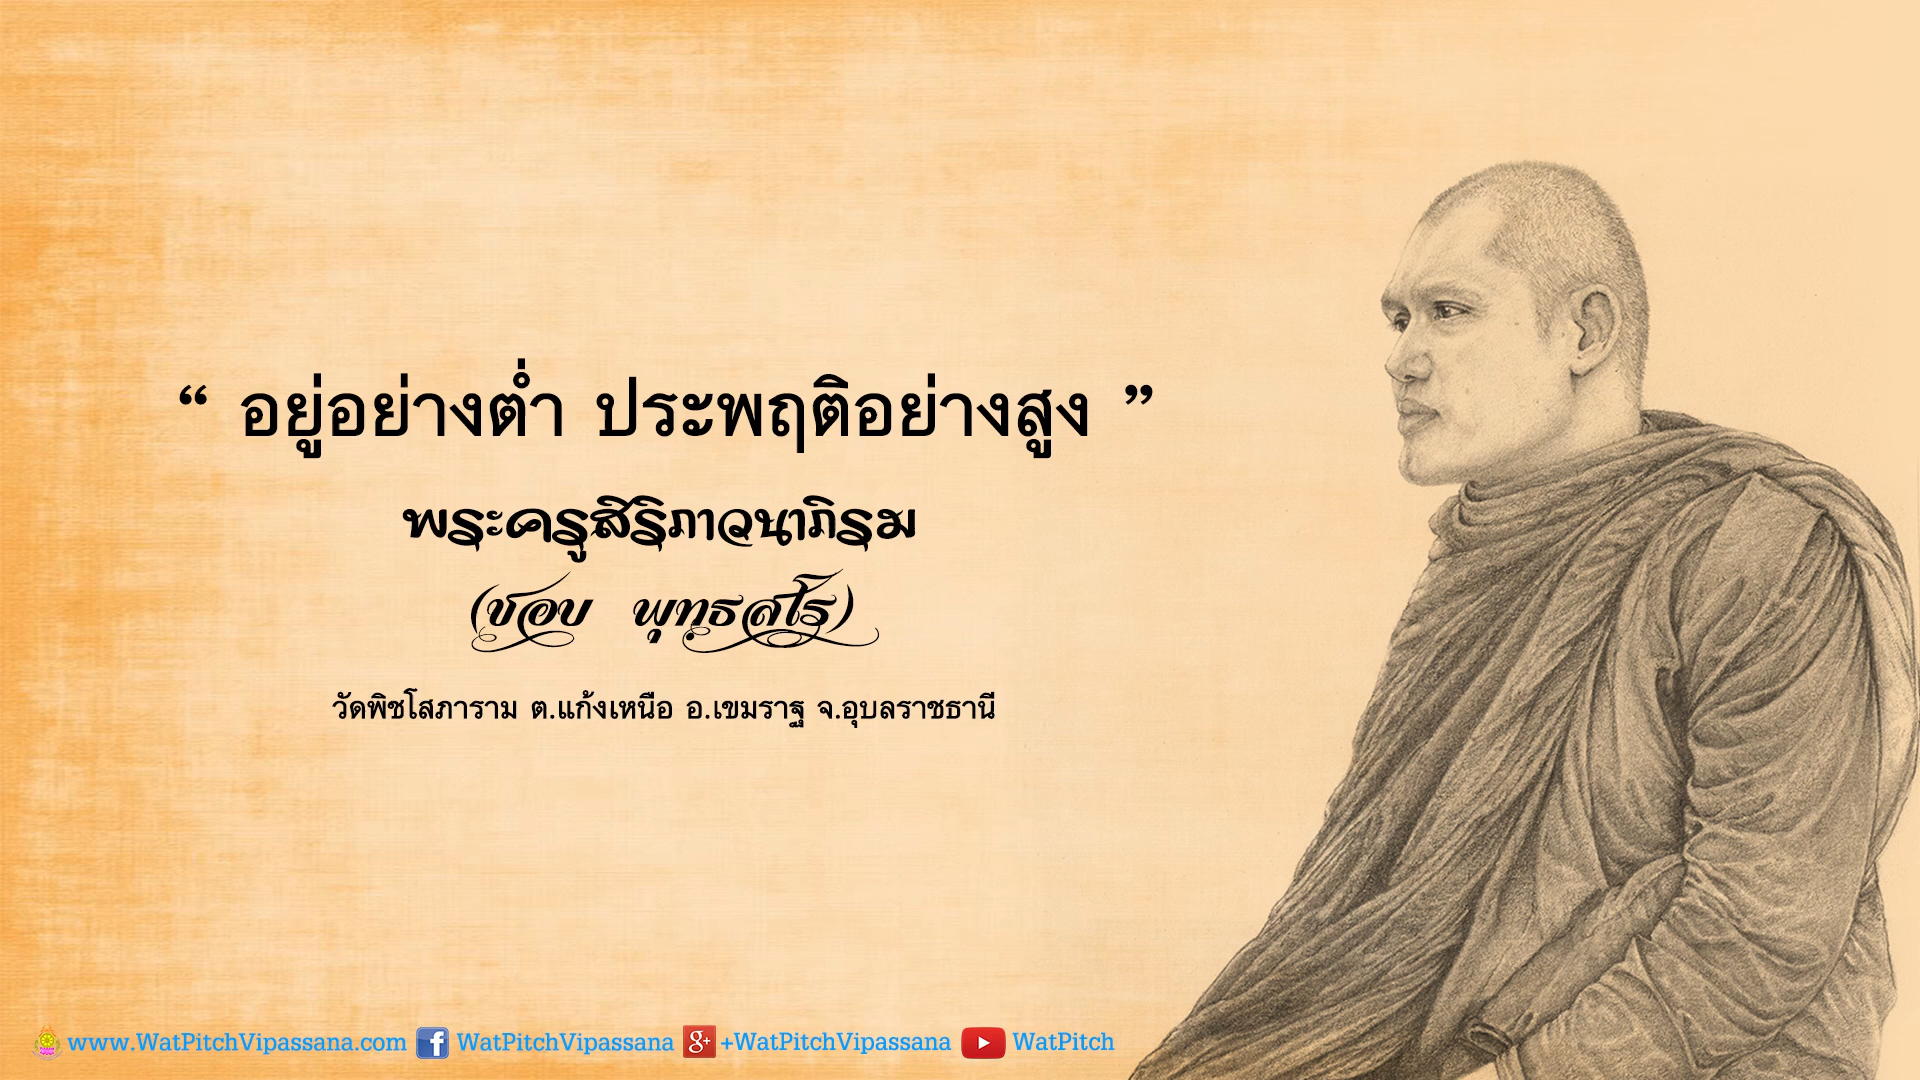 “ อยู่อย่างต่ำ ประพฤติอย่างสูง ”
พระครูสิริภาวนาภิรม
(ชอบ พุทฺธสโร)
วัดพิชโสภาราม ต.แก้งเหนือ อ.เขมราฐ จ.อุบลราชธานี
www.WatPitchVipassana.com f WatPitchVipassana g+ +WatPitchVipassana WatPitch